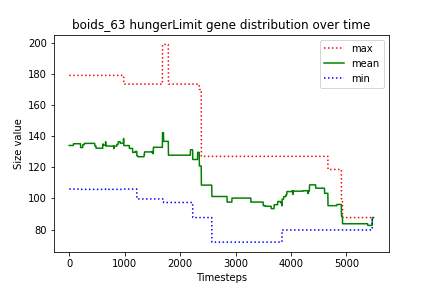 boids_63 hungerLimit gene distribution over time
max
mean
min
Size value
200
180
160
140
120
100
80
0
1000
2000
3000
4000
5000
Timesteps